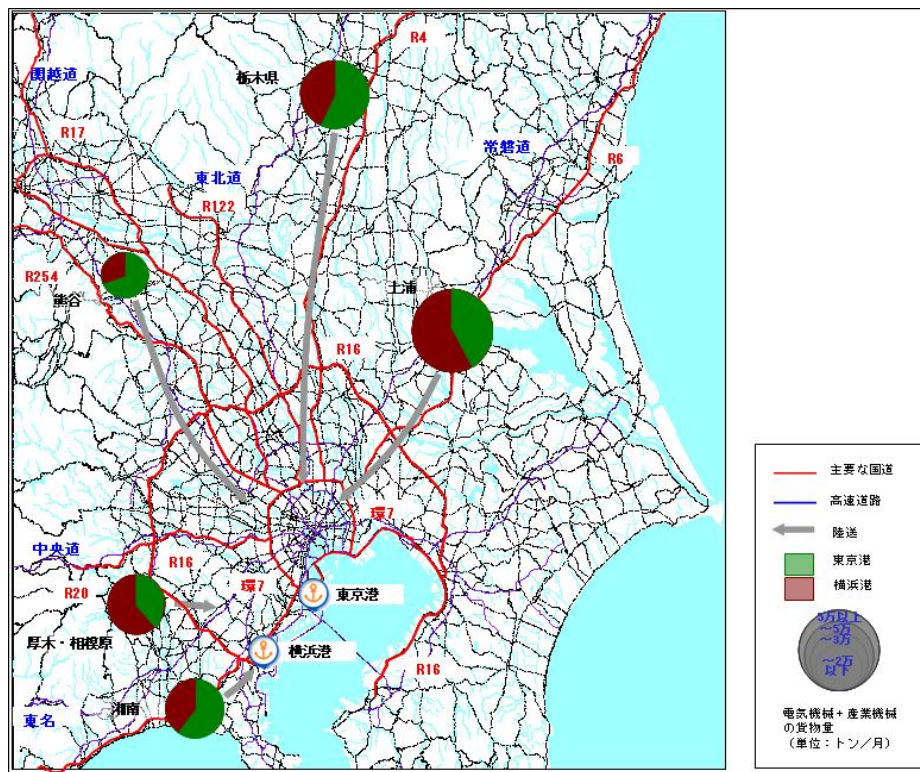 R4
栃木県
関越道
R17
常磐道
R6
東北道
R122
R254
熊谷
土浦
R16
環7
中央道
R16
R20
環7
東京港
厚木・相模原
横浜港
R16
湘南
東名
主要な国道
高速道路
陸送
東京港
横浜港
5万以上
～5万
～3万
～2万
以下
電気機械+産業機械
の貨物量
（単位：トン／月）